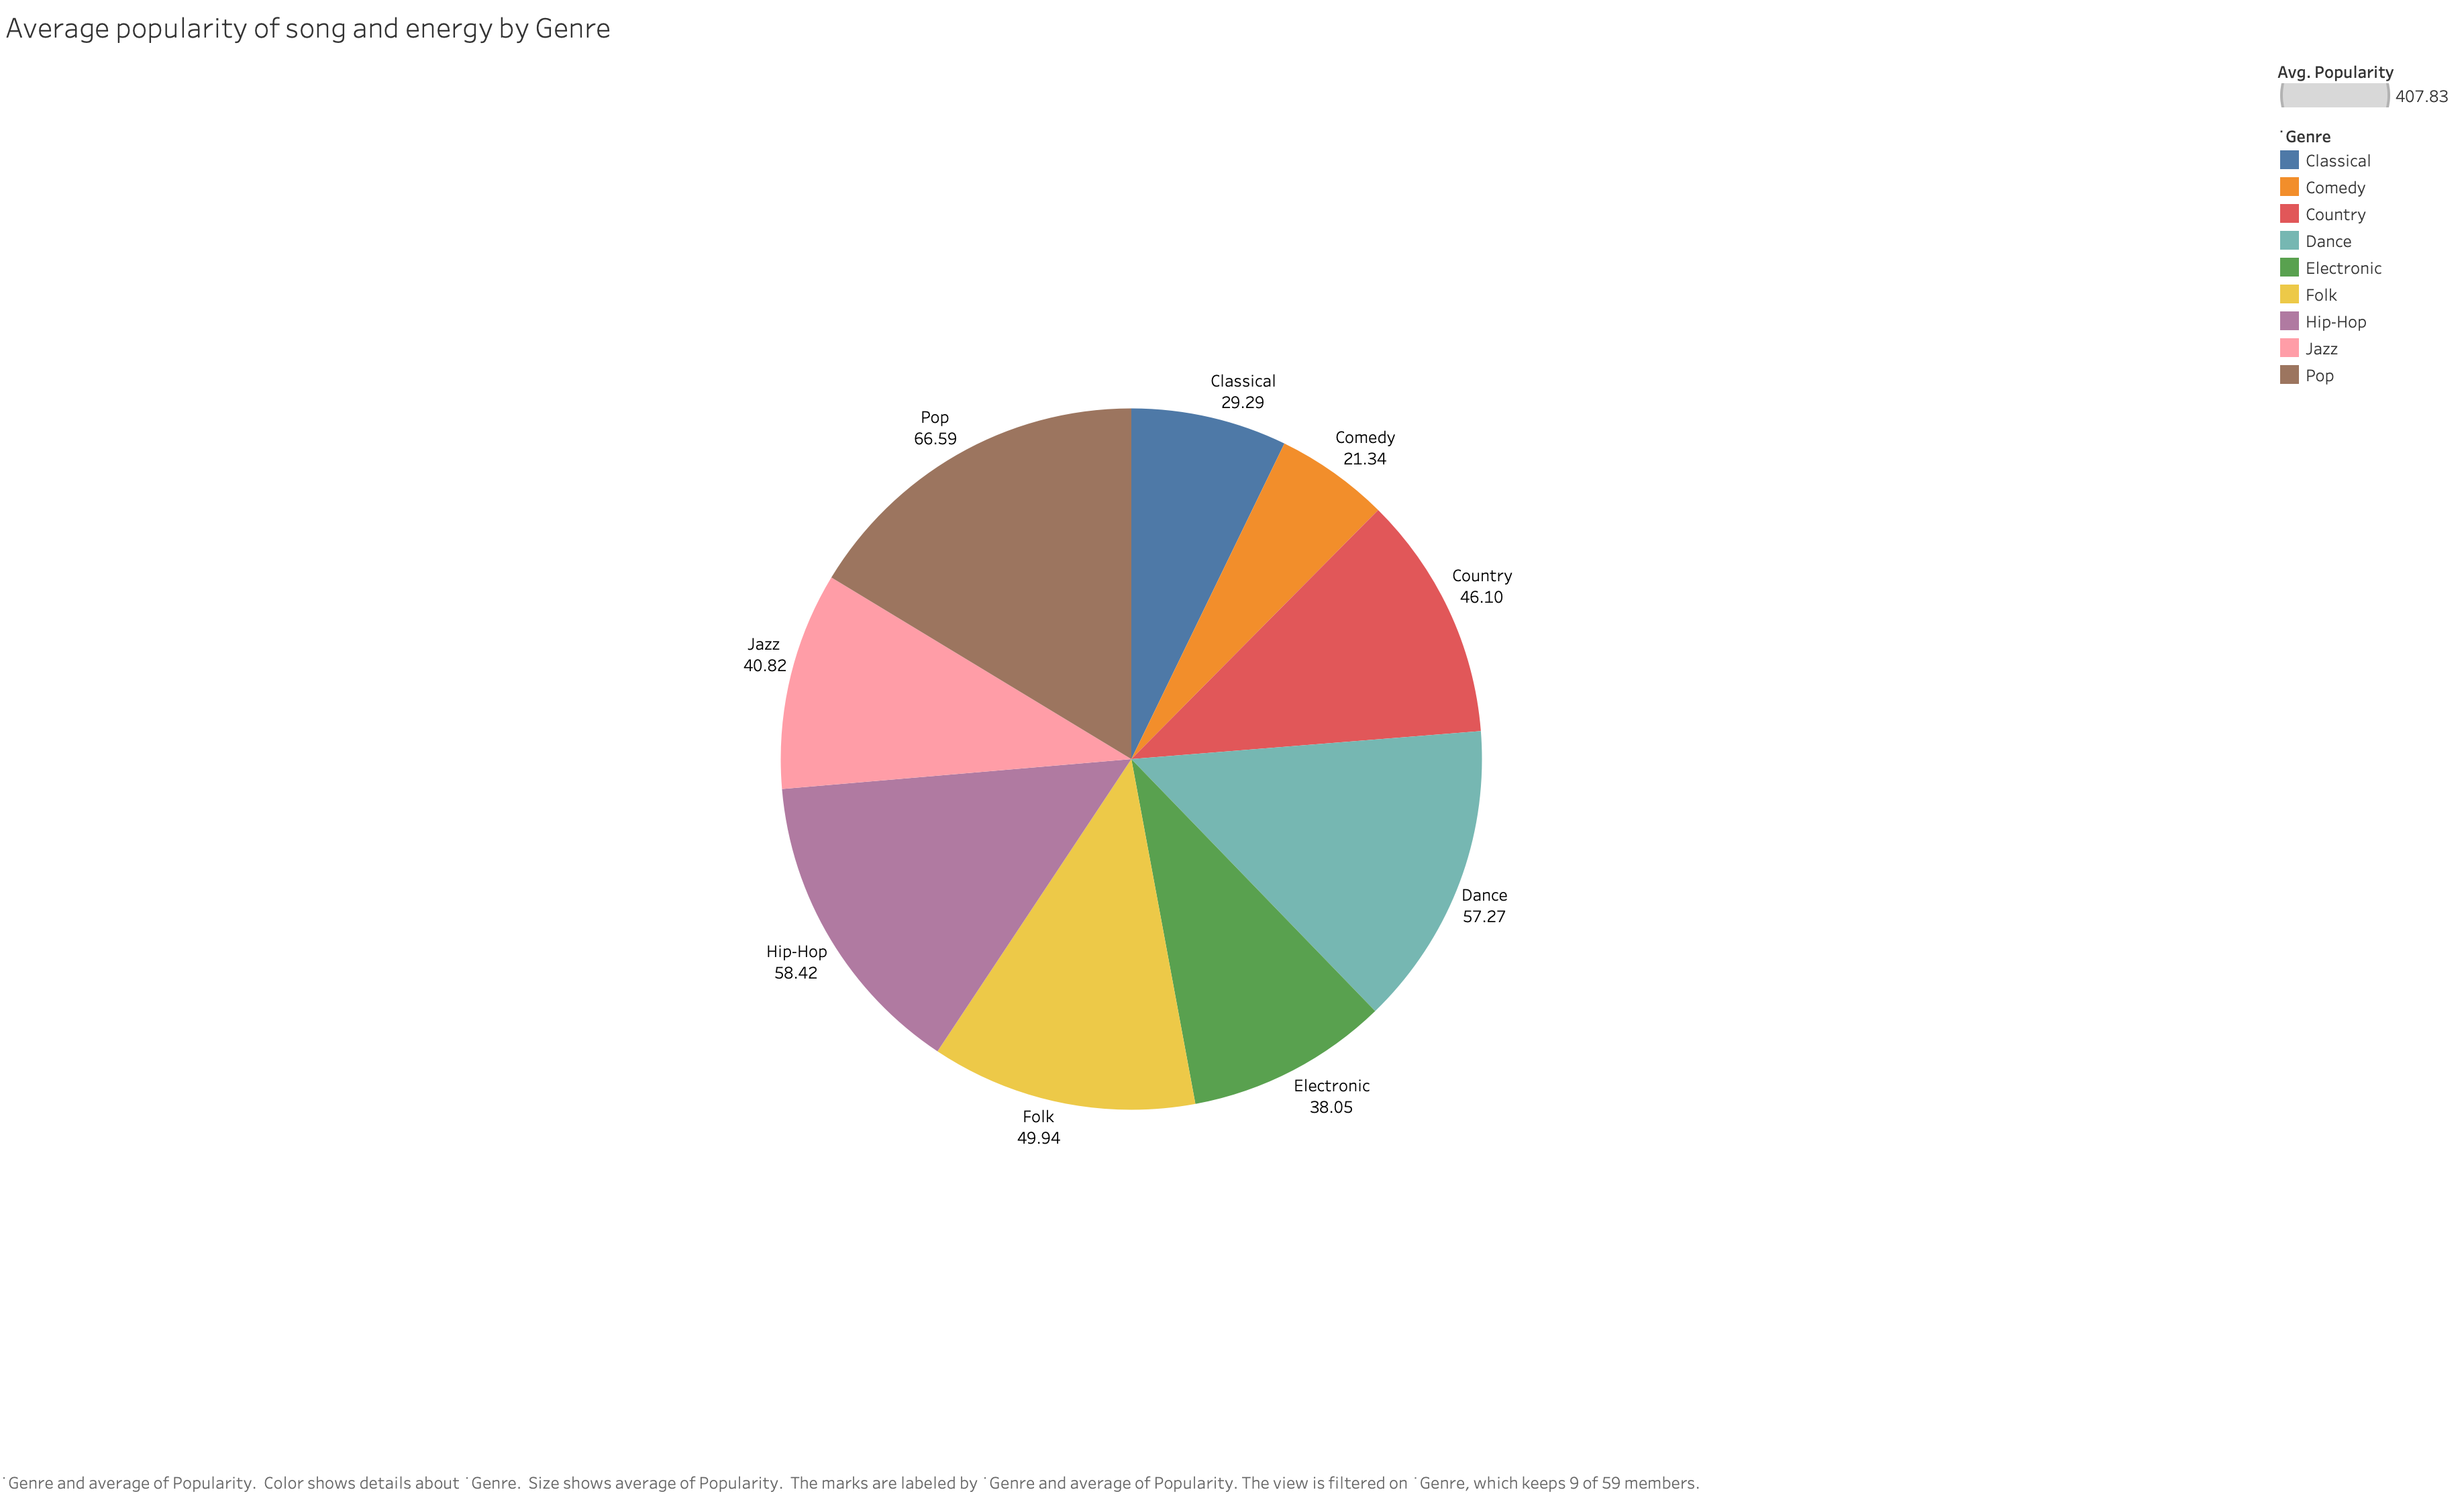 Average popularity of song and energy by Genre
Avg. Popularity
407.83
˙Genre
Classical
Comedy
Country
Dance
Electronic
Folk
Hip-Hop
Jazz
Pop
Classical
29.29
Comedy
21.34
Pop
66.59
Country
46.10
Jazz
40.82
Dance
57.27
Hip-Hop
58.42
Electronic
38.05
Folk
49.94
˙Genre and average of Popularity.  Color shows details about ˙Genre.  Size shows average of Popularity.  The marks are labeled by ˙Genre and average of Popularity. The view is filtered on ˙Genre, which keeps 9 of 59 members.